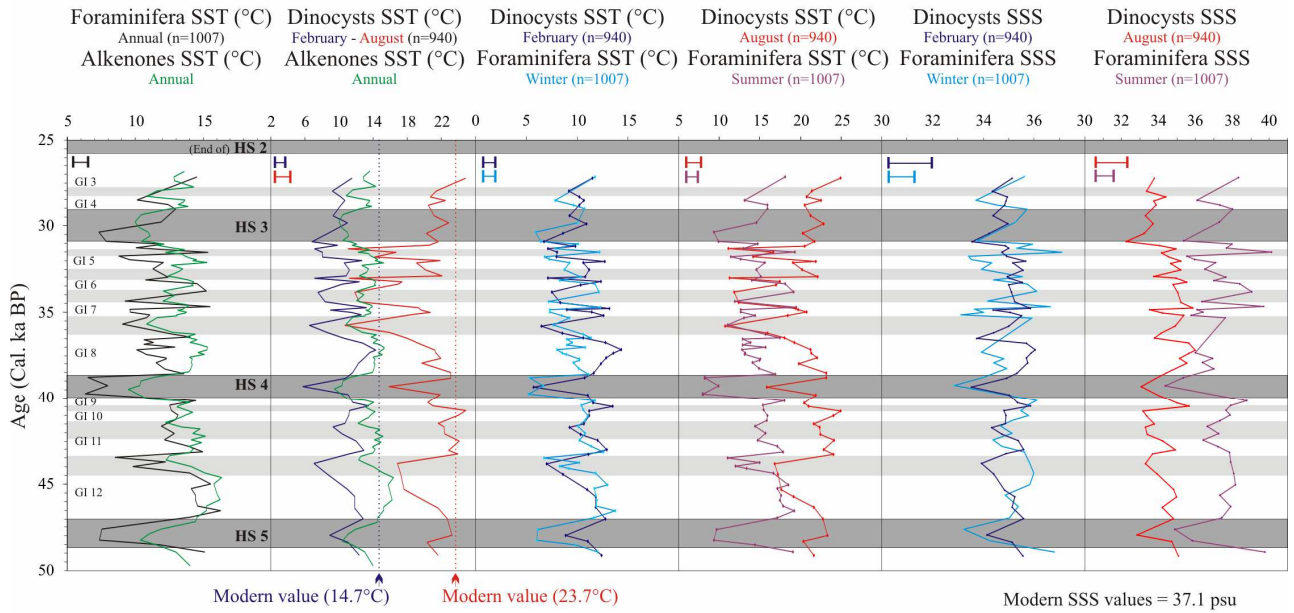 Foraminifera SST (°C)
Annual (n=1007)
Alkenones SST (°C)
Annual
Dinocysts SST (°C)
February - August (n=940)
Alkenones SST (°C)
Annual
Dinocysts SST (°C)
February (n=940)
Foraminifera SST (°C)
Winter (n=1007)
Dinocysts SST (°C)
August (n=940)
Foraminifera SST (°C)
Summer (n=1007)
Dinocysts SSS
February (n=940)
Foraminifera SSS
Winter (n=1007)
Dinocysts SSS
August (n=940)
Foraminifera SSS
Summer (n=1007)
5 10 15
2 6 10 14 18 22
0 5 10 15
5 10 15 20 25
30 35 40
30 32 34 36 38 40
Age (Cal. ka BP)
25
30
35
40
45
50
(End of) HS 2
GI 3
GI 4
HS 3
GI 5
GI 6
GI 7
GI 8
HS 4
GI 9
GI 10
GI 11
GI 12
HS 5
Modern value (14.7°C)
Modern value (23.7°C)
Modern SSS values = 37.1 psu